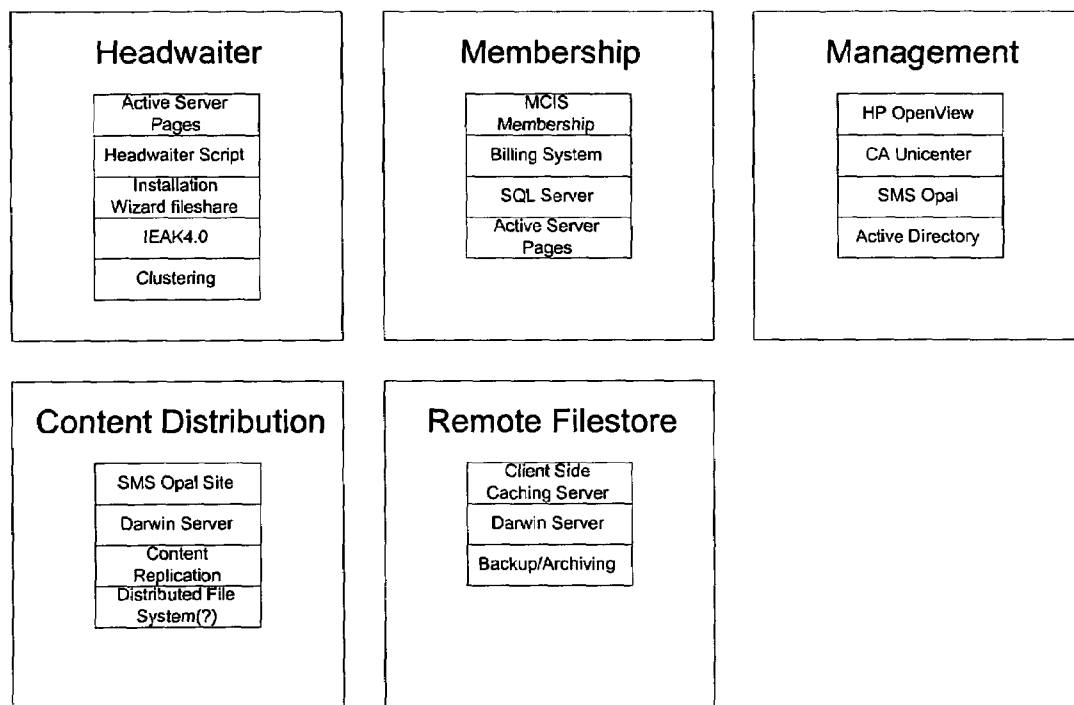 Headwaiter
Active Server
Pages
Headwaiter Script
Installation
Wizard fileshare
IEAK4.0
Clustering
Membership
MCIS
Membership
Billing System
SQL Server
Active Server
Pages
Management
HP OpenView
CA Unicenter
SMS Opal
Active Directory
Content Distribution
SMS Opal Site
Darwin Server
Content
Replication
Distributed File
System(?)
Remote Filestore
Client Side
Caching Server
Darwin Server
Backup/Archiving